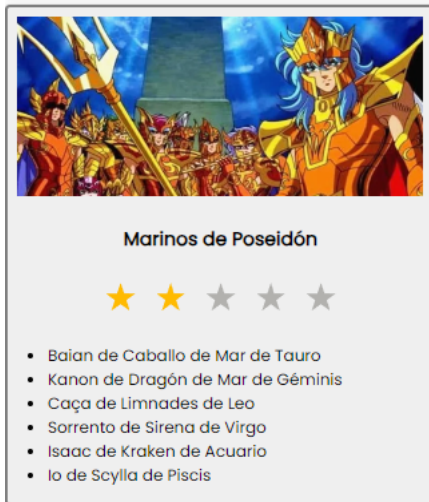 Marinos de Poseidón
Baian de Caballo de Mar de Tauro
Kanon de Dragón de Mar de Géminis
Caça de Limnades de Leo
Sorrento de Sirena de Virgo
Isaac de Kraken de Acuario
Io de Scylla de Piscis